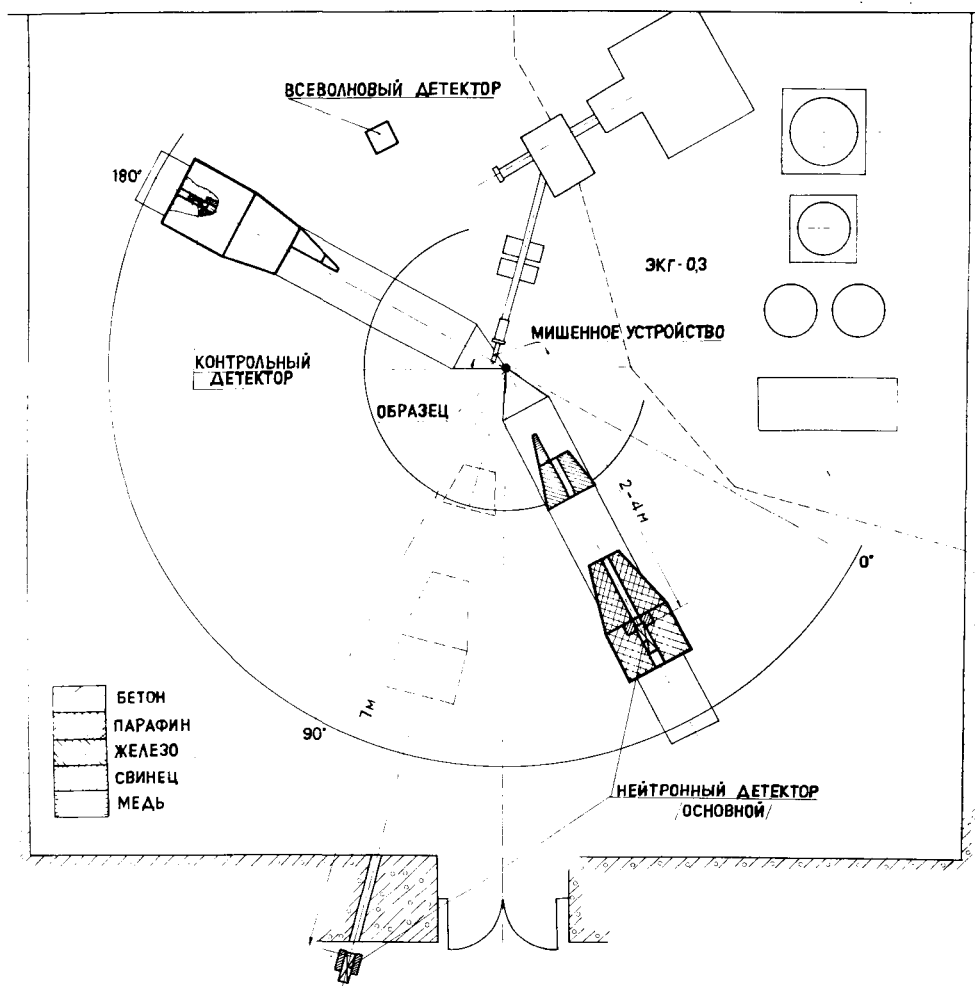 ВСЕВОЛНОВЫЙ ДЕТЕКТОР
180°
ЭКГ-0,3
МИШЕННОЕ УСТРОЙСТВО
КОНТРОЛЬНЫЙ
ДЕТЕКТОР
ОБРАЗЕЦ
2-4 м
0°
7м
90°
БЕТОН
ПАРАФИН
ЖЕЛЕЗО
СВИНЕЦ
МЕДЬ
НЕЙТРОННЫЙ ДЕТЕКТОР
/ОСНОВНОЙ/